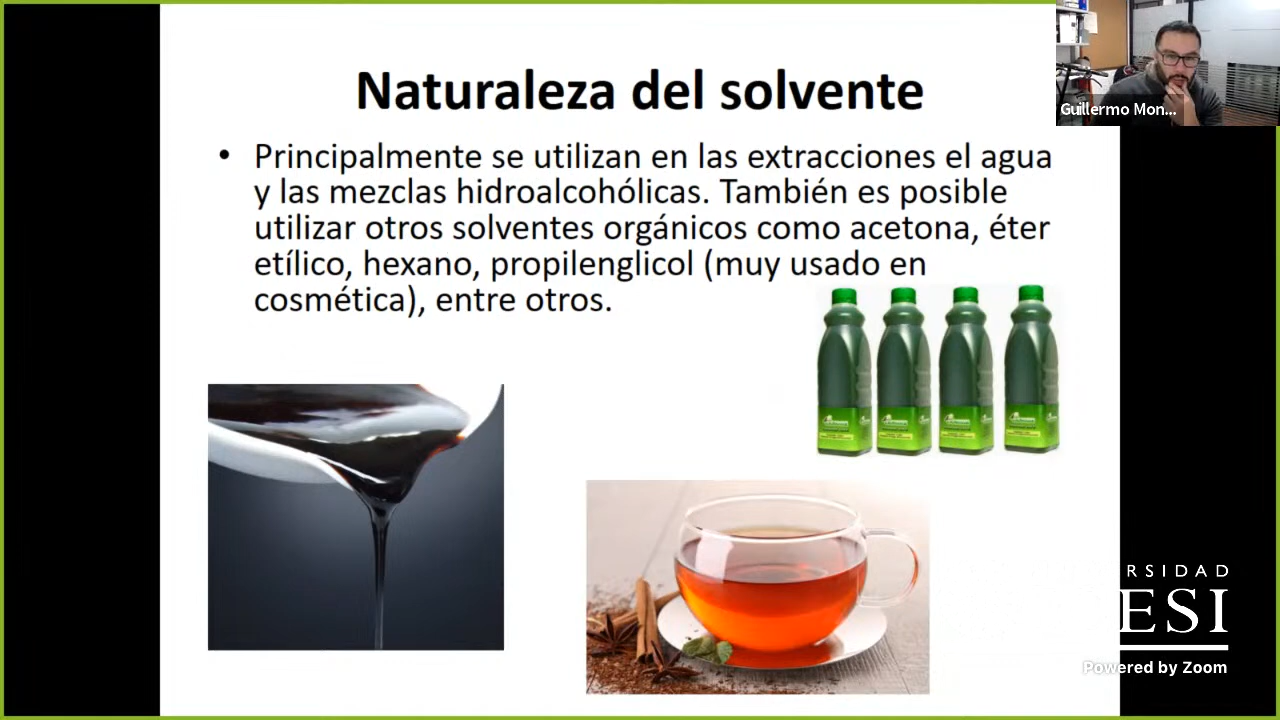 Naturaleza del solvente
Guillermo Mon...
• Principalmente se utilizan en las extracciones el agua
y las mezclas hidroalcohólicas. También es posible
utilizar otros solventes orgánicos como acetona, éter
etílico, hexano, propilenglicol (muy usado en
cosmética), entre otros.
RSIDAD
ESI
Powered by Zoom